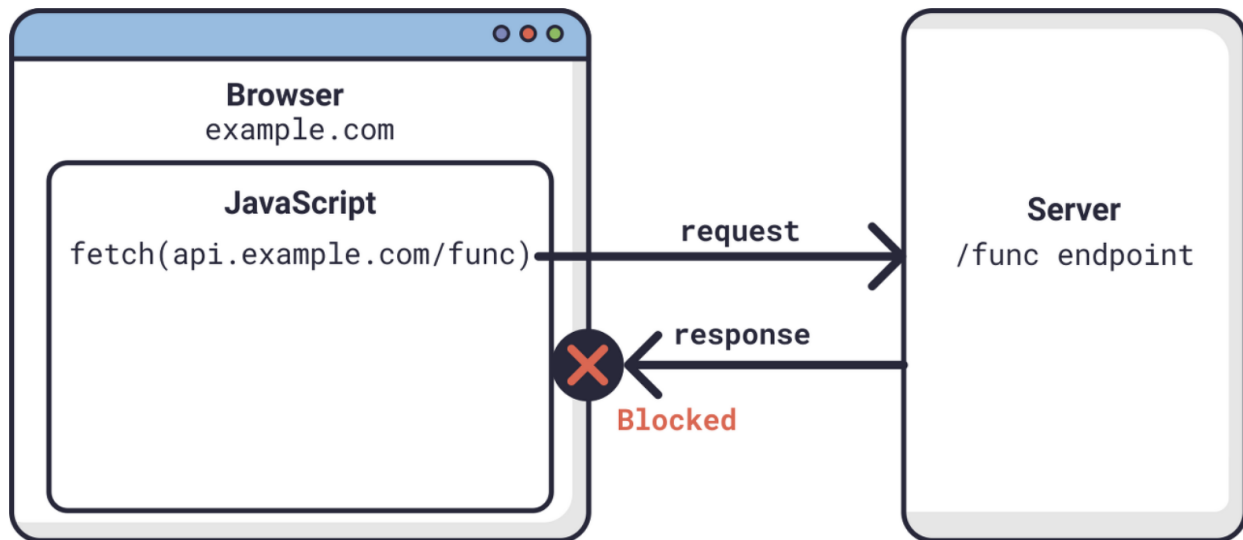 Browser
example.com
JavaScript
fetch(api.example.com/func)
request
response
Blocked
Server
/func endpoint